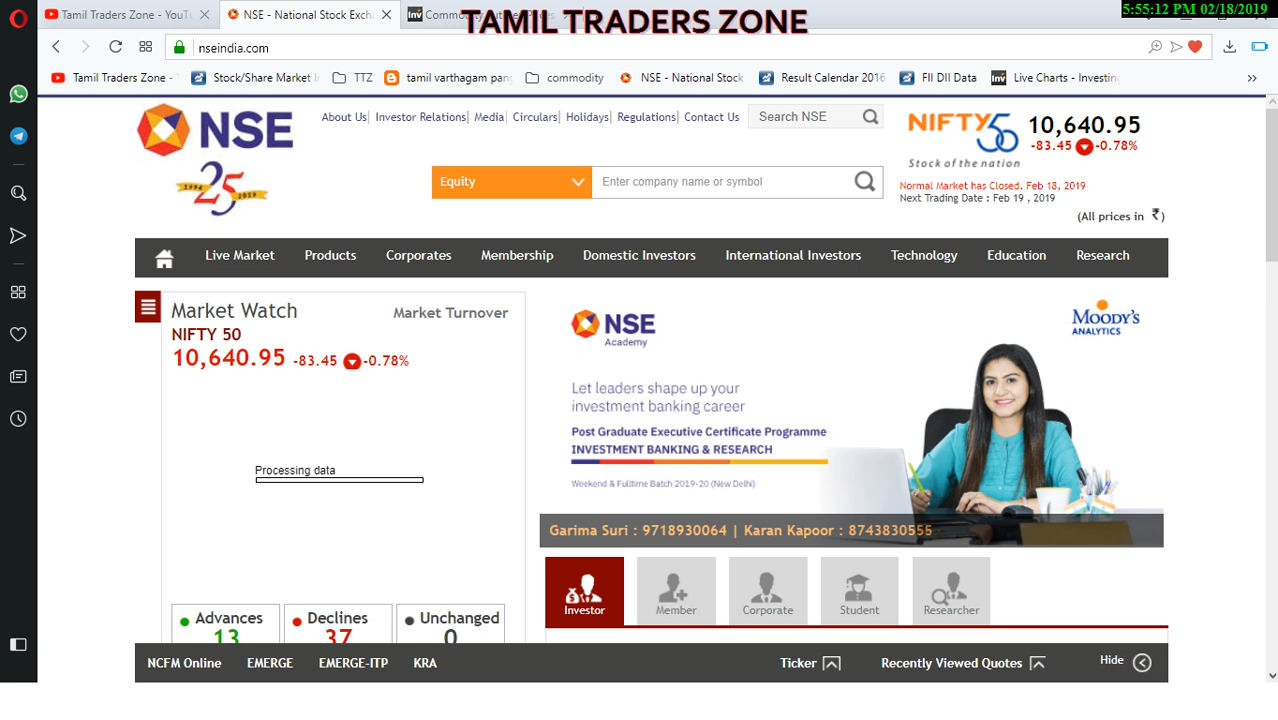 Tamil Traders Zone - YouT
NSE - National Stock Excha
Inv
TAMIL TRADERS ZONE
5:55:12 PM 02/18/2019
nseindia.com
Tamil Traders Zone -
Stock/Share Market I
TTZ
tamil varthagam pan
commodity
NSE - National Stock
Result Calendar 2016
FII DII Data
Inv
Live Charts - Investin
NSE
1994 25 2019
About Us| Investor Relations| Media| Circulars| Holidays| Regulations| Contact Us
Search NSE
Equity
Enter company name or symbol
NIFTY 50
Stock of the nation
10,640.95
-83.45 -0.78%
Normal Market has Closed. Feb 18, 2019
Next Trading Date : Feb 19 , 2019
(All prices in ₹)
Live Market Products Corporates Membership Domestic Investors International Investors Technology Education Research
Market Watch
Market Turnover
NIFTY 50
10,640.95 -83.45 -0.78%
Processing data
Advances
13
Declines
37
Unchanged
0
NSE
Academy
MOODY'S
ANALYTICS
Let leaders shape up your
investment banking career
Post Graduate Executive Certificate Programme
INVESTMENT BANKING & RESEARCH
Weekend & Fulltime Batch 2019-20 (New Delhi)
Garima Suri : 9718930064 | Karan Kapoor : 8743830555
Investor
Member
Corporate
Student
Researcher
NCFM Online EMERGE EMERGE-ITP KRA
Ticker
Recently Viewed Quotes
Hide